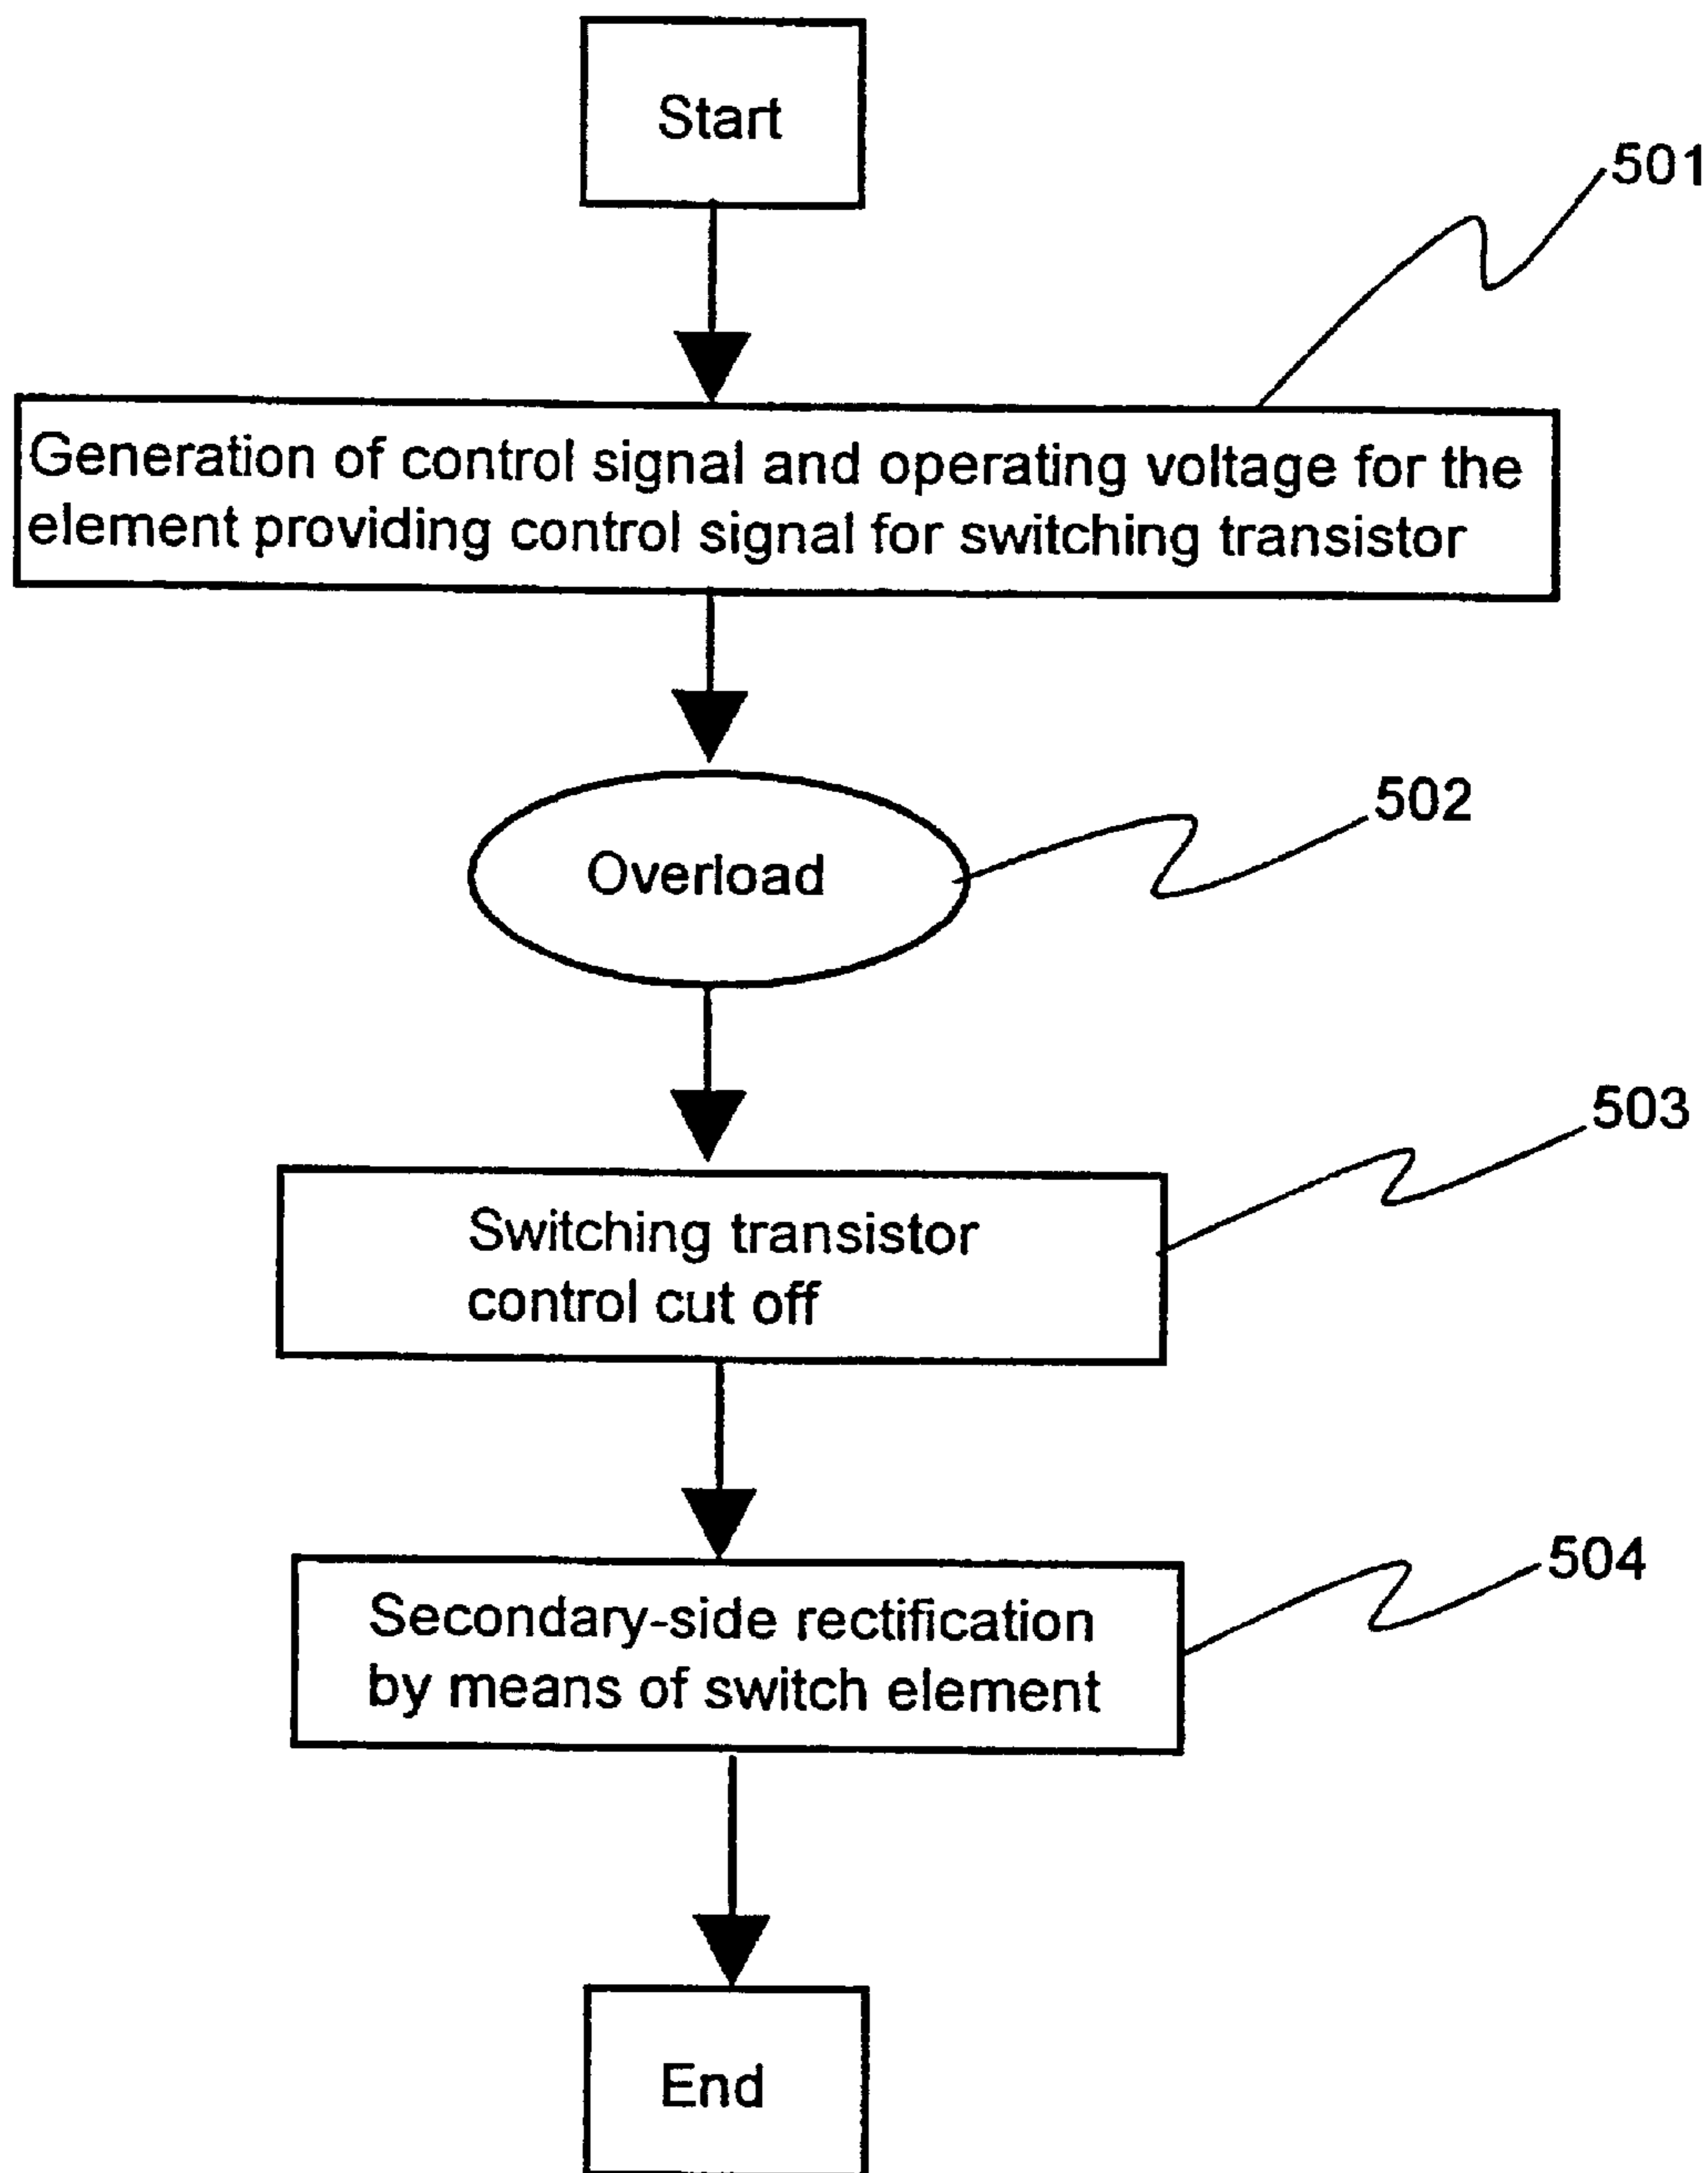 Start
501
Generation of control signal and operating voltage for the
element providing control signal for switching transistor
502
Overload
503
Switching transistor
control cut off
504
Secondary-side rectification
by means of switch element
End